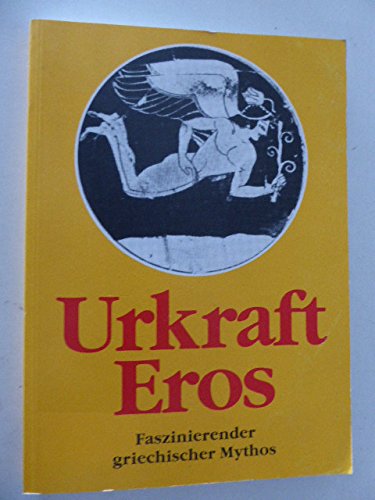 Urkraft
Eros
Faszinierender
griechischer Mythos